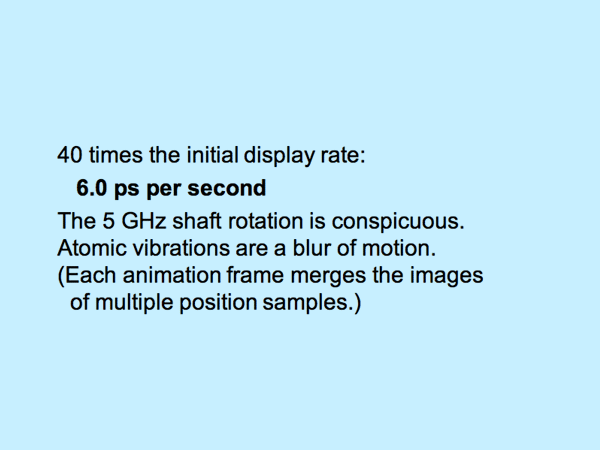 40 times the initial display rate:
6.0 ps per second
The 5 GHz shaft rotation is conspicuous.
Atomic vibrations are a blur of motion.
(Each animation frame merges the images
of multiple position samples.)